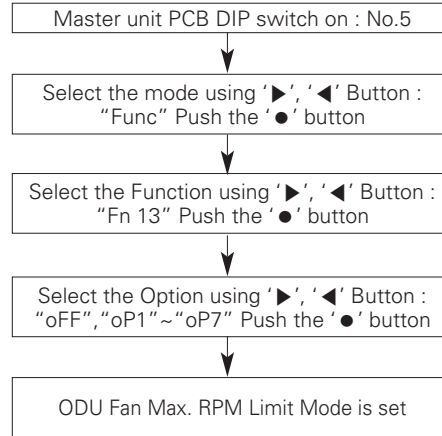 Master unit PCB DIP switch on : No.5
Select the mode using ‘▶’, ‘◀’ Button :
“Func” Push the ‘●’ button
Select the Function using ‘▶’, ‘◀’ Button :
“Fn 13” Push the ‘●’ button
Select the Option using ‘▶’, ‘◀’ Button :
“oFF”,“oP1”~“oP7” Push the ‘●’ button
ODU Fan Max. RPM Limit Mode is set